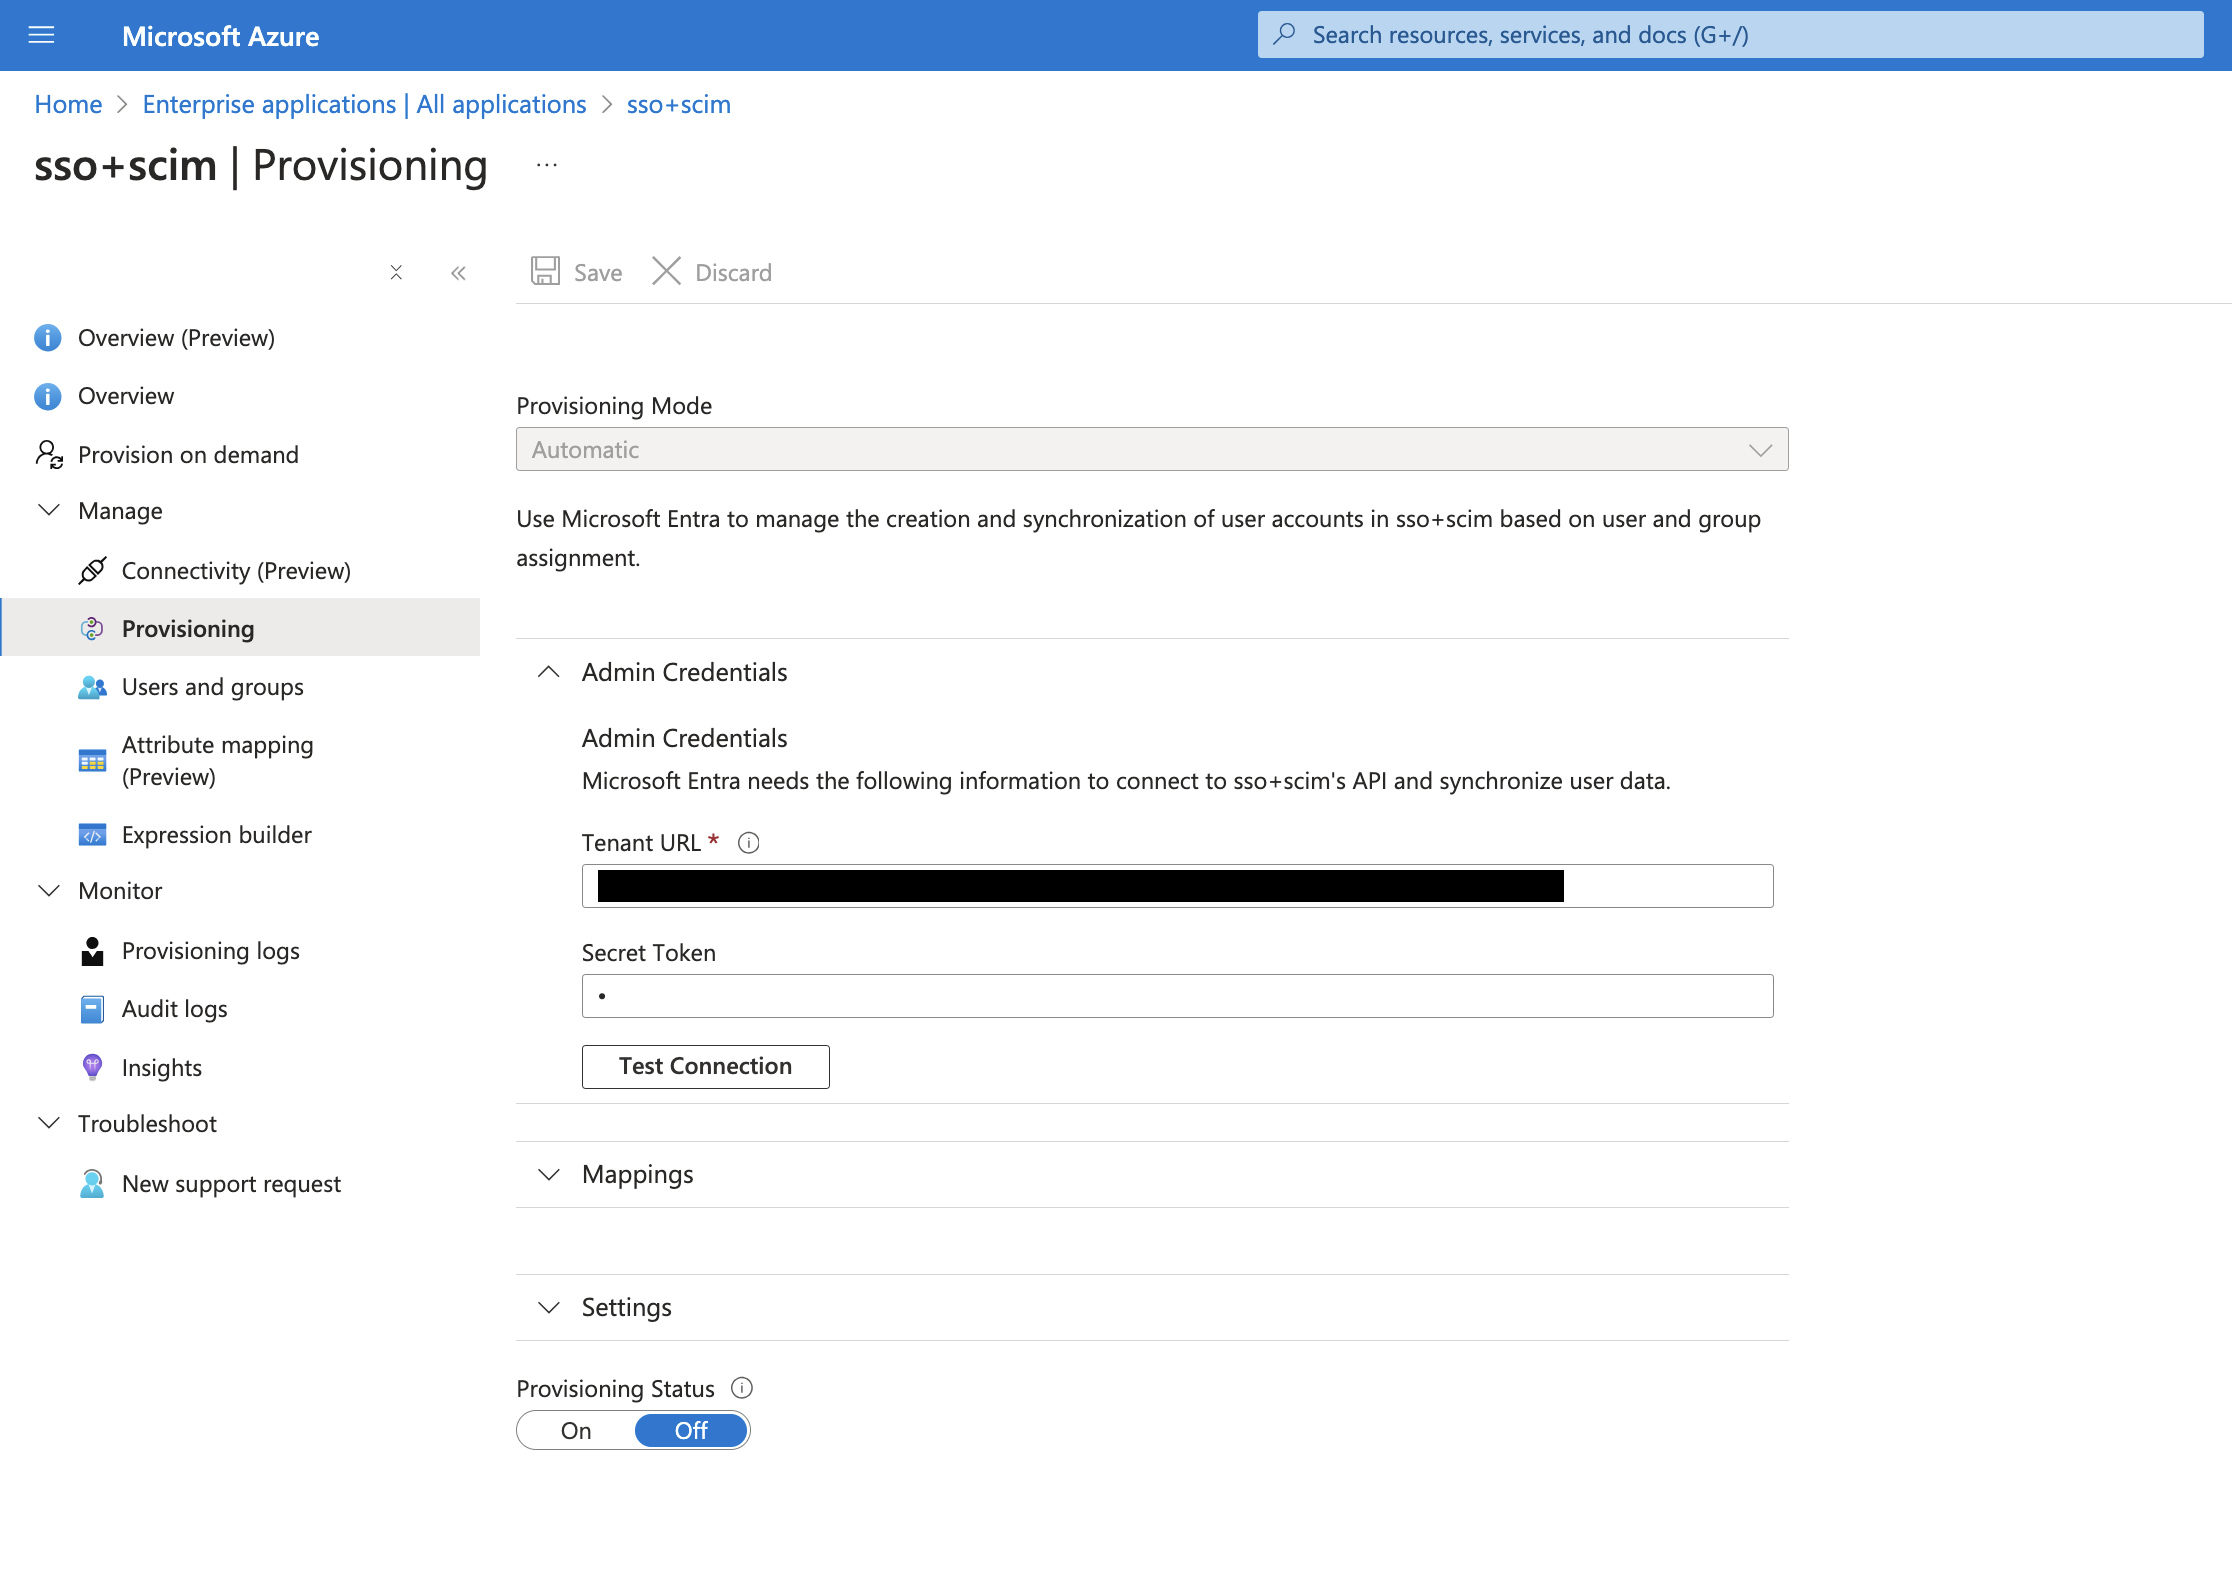 Microsoft Azure
Search resources, services, and docs (G+/)
Home > Enterprise applications | All applications > sso+scim
sso+scim | Provisioning ...
Save
Discard
Overview (Preview)
Overview
Provision on demand
Manage
Connectivity (Preview)
Provisioning
Users and groups
Attribute mapping
(Preview)
Expression builder
Monitor
Provisioning logs
Audit logs
Insights
Troubleshoot
New support request
Provisioning Mode
Automatic
Use Microsoft Entra to manage the creation and synchronization of user accounts in sso+scim based on user and group
assignment.
Admin Credentials
Admin Credentials
Microsoft Entra needs the following information to connect to sso+scim's API and synchronize user data.
Tenant URL *
Secret Token
•
Test Connection
Mappings
Settings
Provisioning Status
On
Off